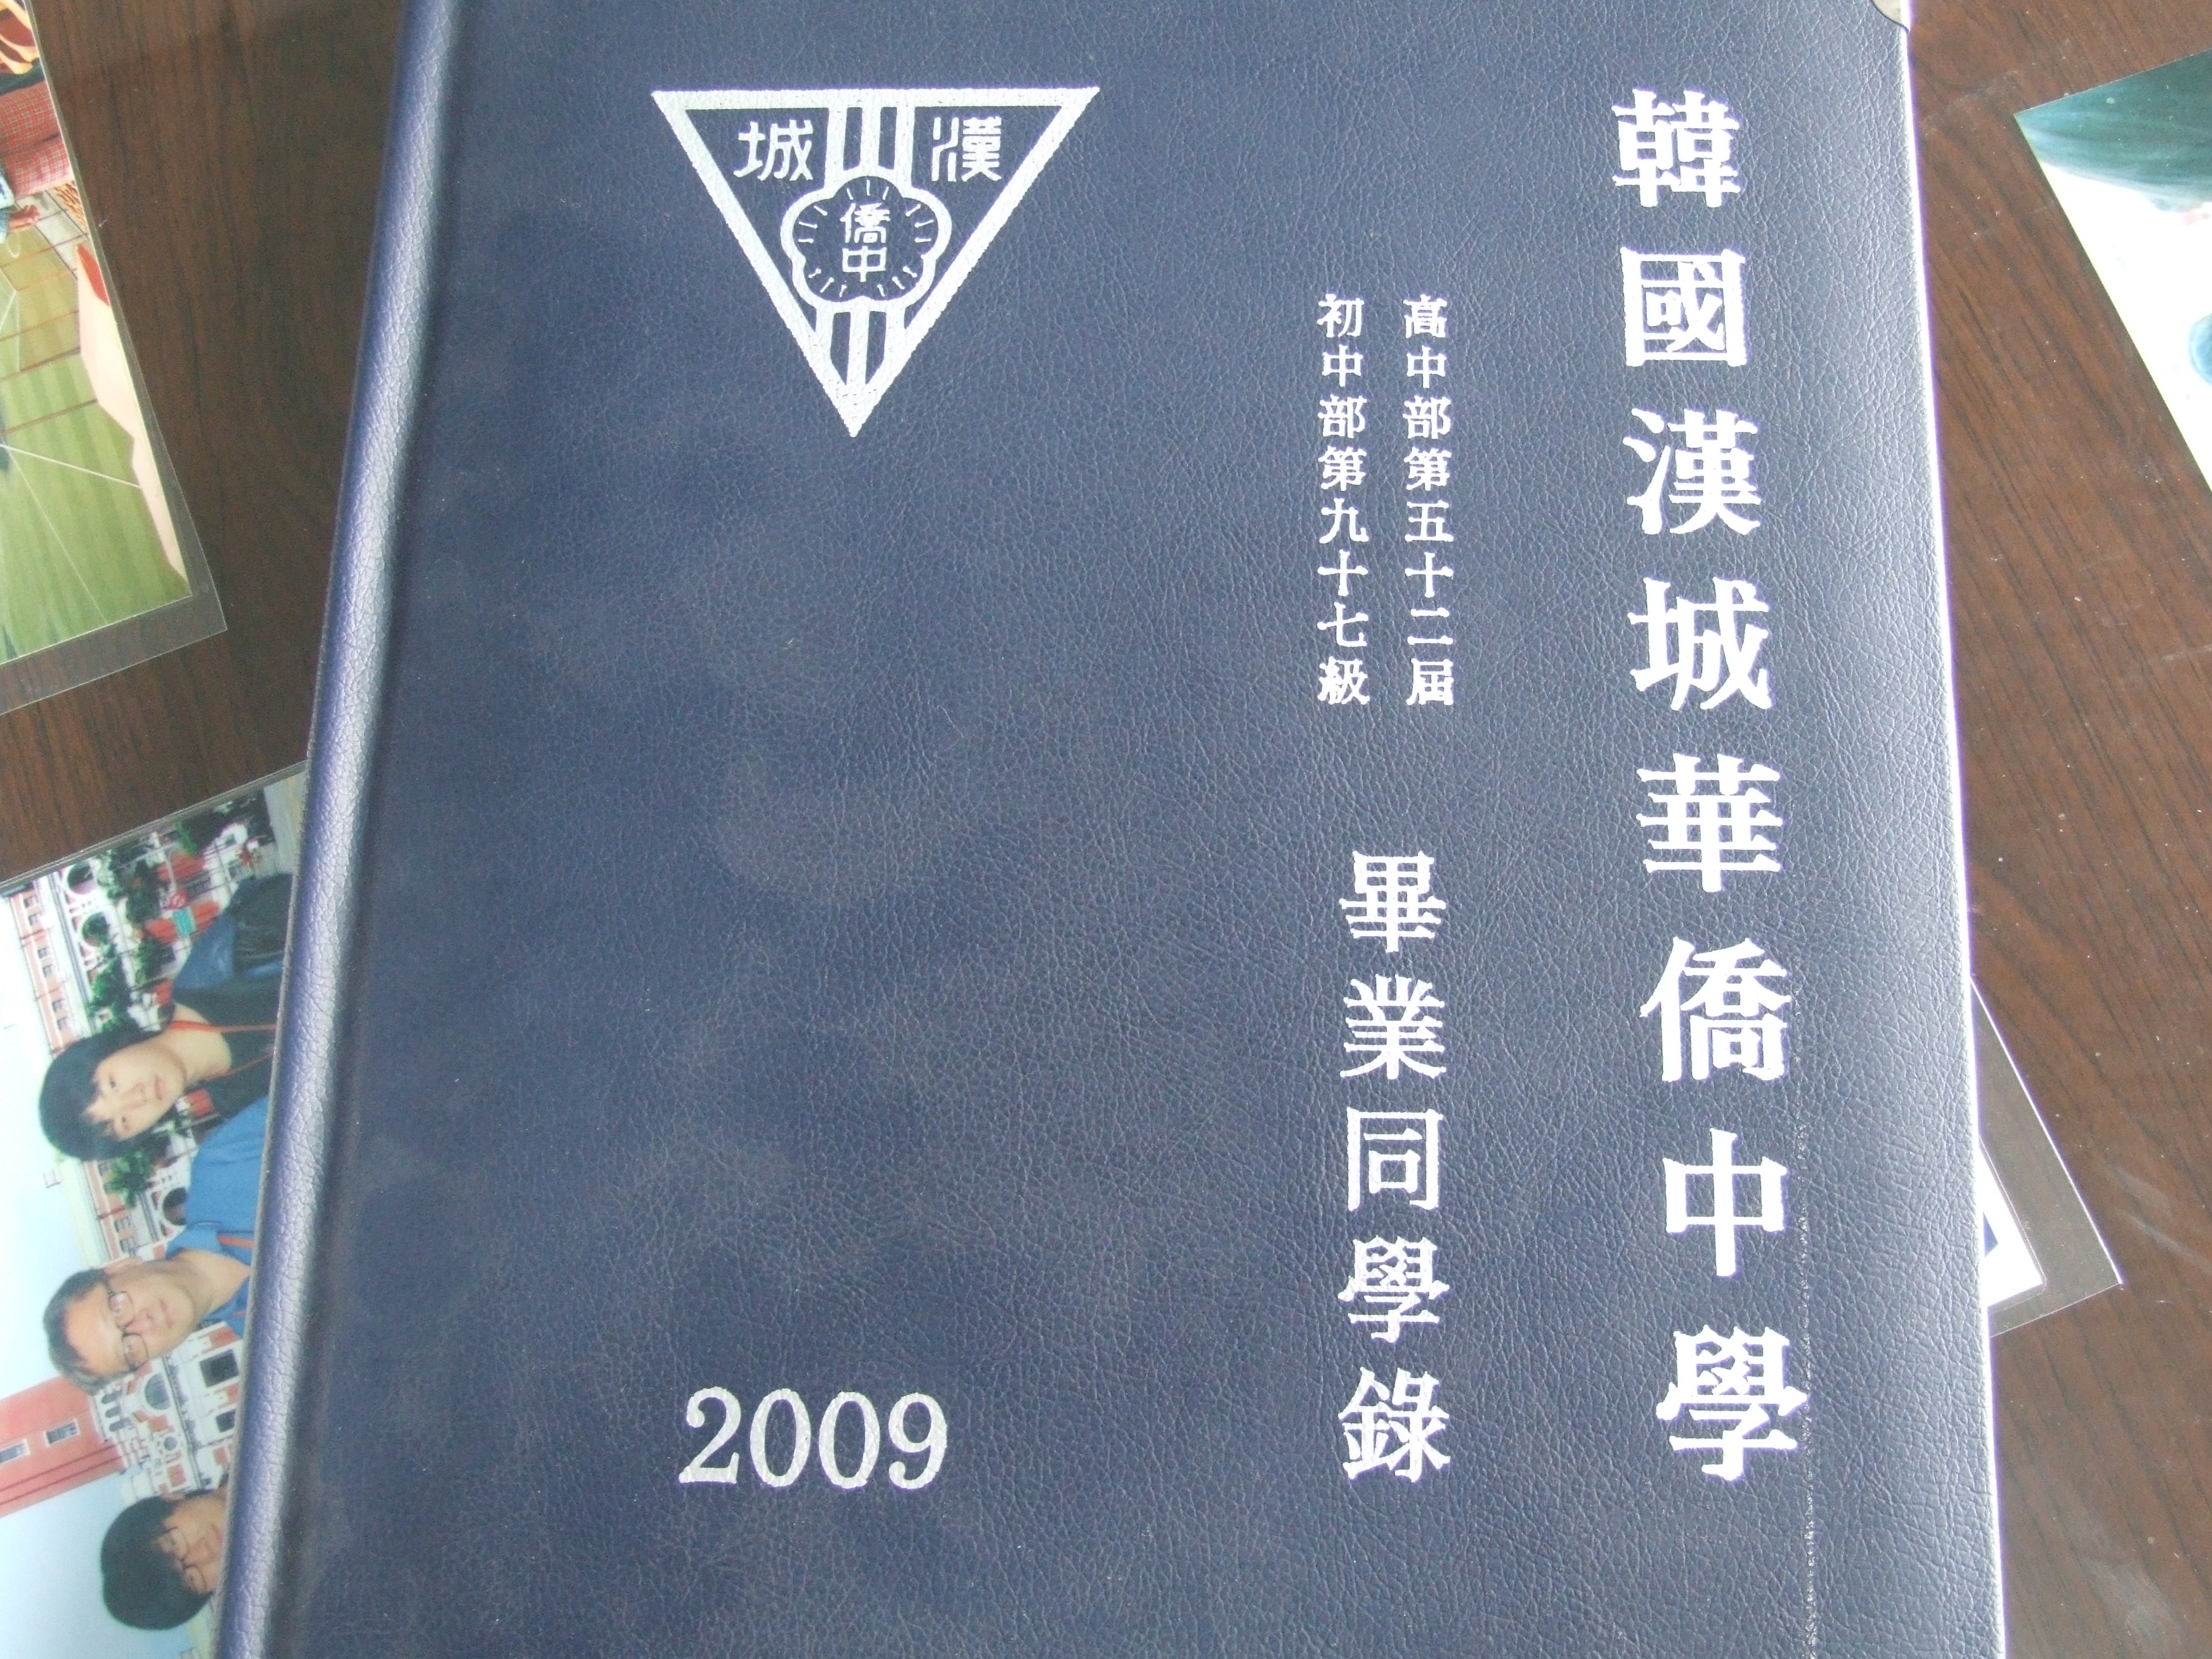 韓國漢城華僑中學
高中部第五十二屆
初中部第九十七級
畢業同學錄
漢城
僑中
2009